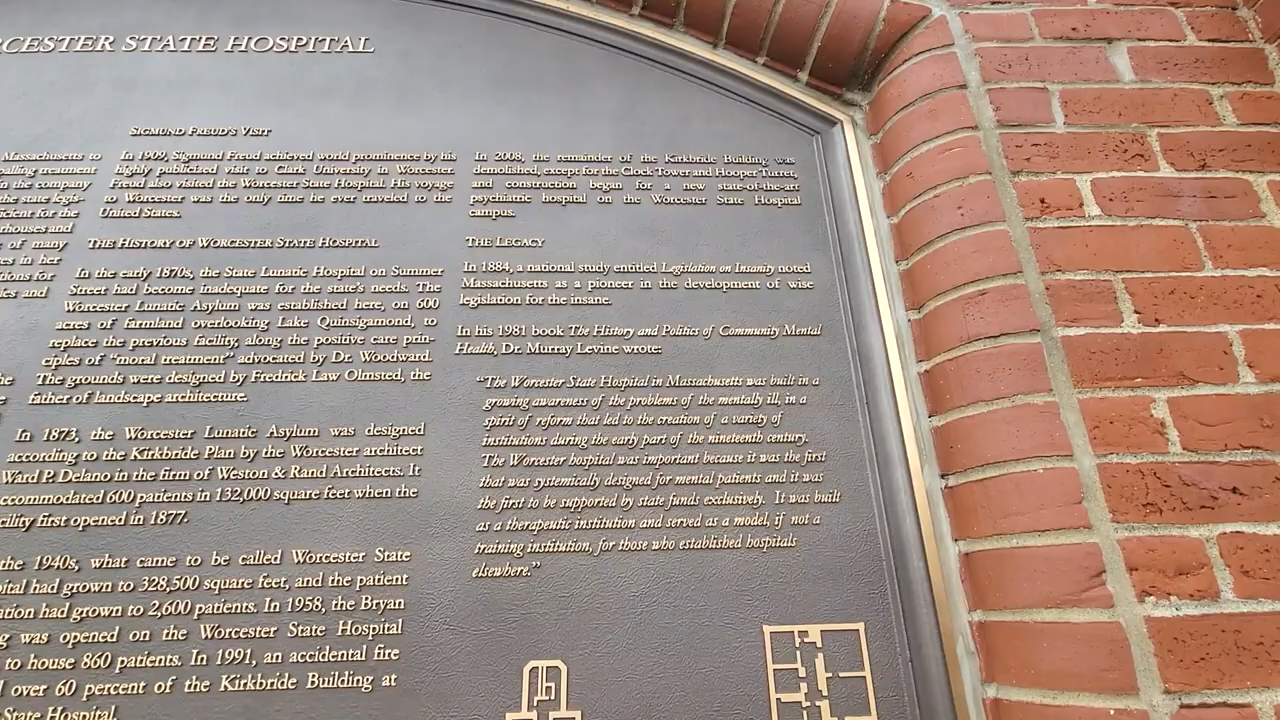 RCESTER STATE HOSPITAL
Massachusetts to
palling treatment
in the company
the state legis-
ficient for the
rhouses and
of many
res in her
tions for
ies and
he
SIGMUND FREUD'S VISIT
In 1909, Sigmund Freud achieved world prominence by his
highly publicized visit to Clark University in Worcester.
Freud also visited the Worcester State Hospital. His voyage
to Worcester was the only time he ever traveled to the
United States.
THE HISTORY OF WORCESTER STATE HOSPITAL
In the early 1870s, the State Lunatic Hospital on Summer
Street had become inadequate for the state's needs. The
Worcester Lunatic Asylum was established here, on 600
acres of farmland overlooking Lake Quinsigamond, to
replace the previous facility, along the positive care prin-
ciples of "moral treatment" advocated by Dr. Woodward.
The grounds were designed by Fredrick Law Olmsted, the
father of landscape architecture.
In 1873, the Worcester Lunatic Asylum was designed
according to the Kirkbride Plan by the Worcester architect
Ward P. Delano in the firm of Weston & Rand Architects. It
ccommodated 600 patients in 132,000 square feet when the
cility first opened in 1877.
the 1940s, what came to be called Worcester State
pital had grown to 328,500 square feet, and the patient
ation had grown to 2,600 patients. In 1958, the Bryan
g was opened on the Worcester State Hospital
to house 860 patients. In 1991, an accidental fire
over 60 percent of the Kirkbride Building at
State Hospital.
In 2008, the remainder of the Kirkbride Building was
demolished, except for the Clock Tower and Hooper Turret,
and construction began for a new state-of-the-art
psychiatric hospital on the Worcester State Hospital
campus.
THE LEGACY
In 1884, a national study entitled Legislation on Insanity noted
Massachusetts as a pioneer in the development of wise
legislation for the insane.
In his 1981 book The History and Politics of Community Mental
Health, Dr. Murray Levine wrote:
"The Worcester State Hospital in Massachusetts was built in a
growing awareness of the problems of the mentally ill, in a
spirit of reform that led to the creation of a variety of
institutions during the early part of the nineteenth century.
The Worcester hospital was important because it was the first
that was systemically designed for mental patients and it was
the first to be supported by state funds exclusively. It was built
as a therapeutic institution and served as a model, if not a
training institution, for those who established hospitals
elsewhere."